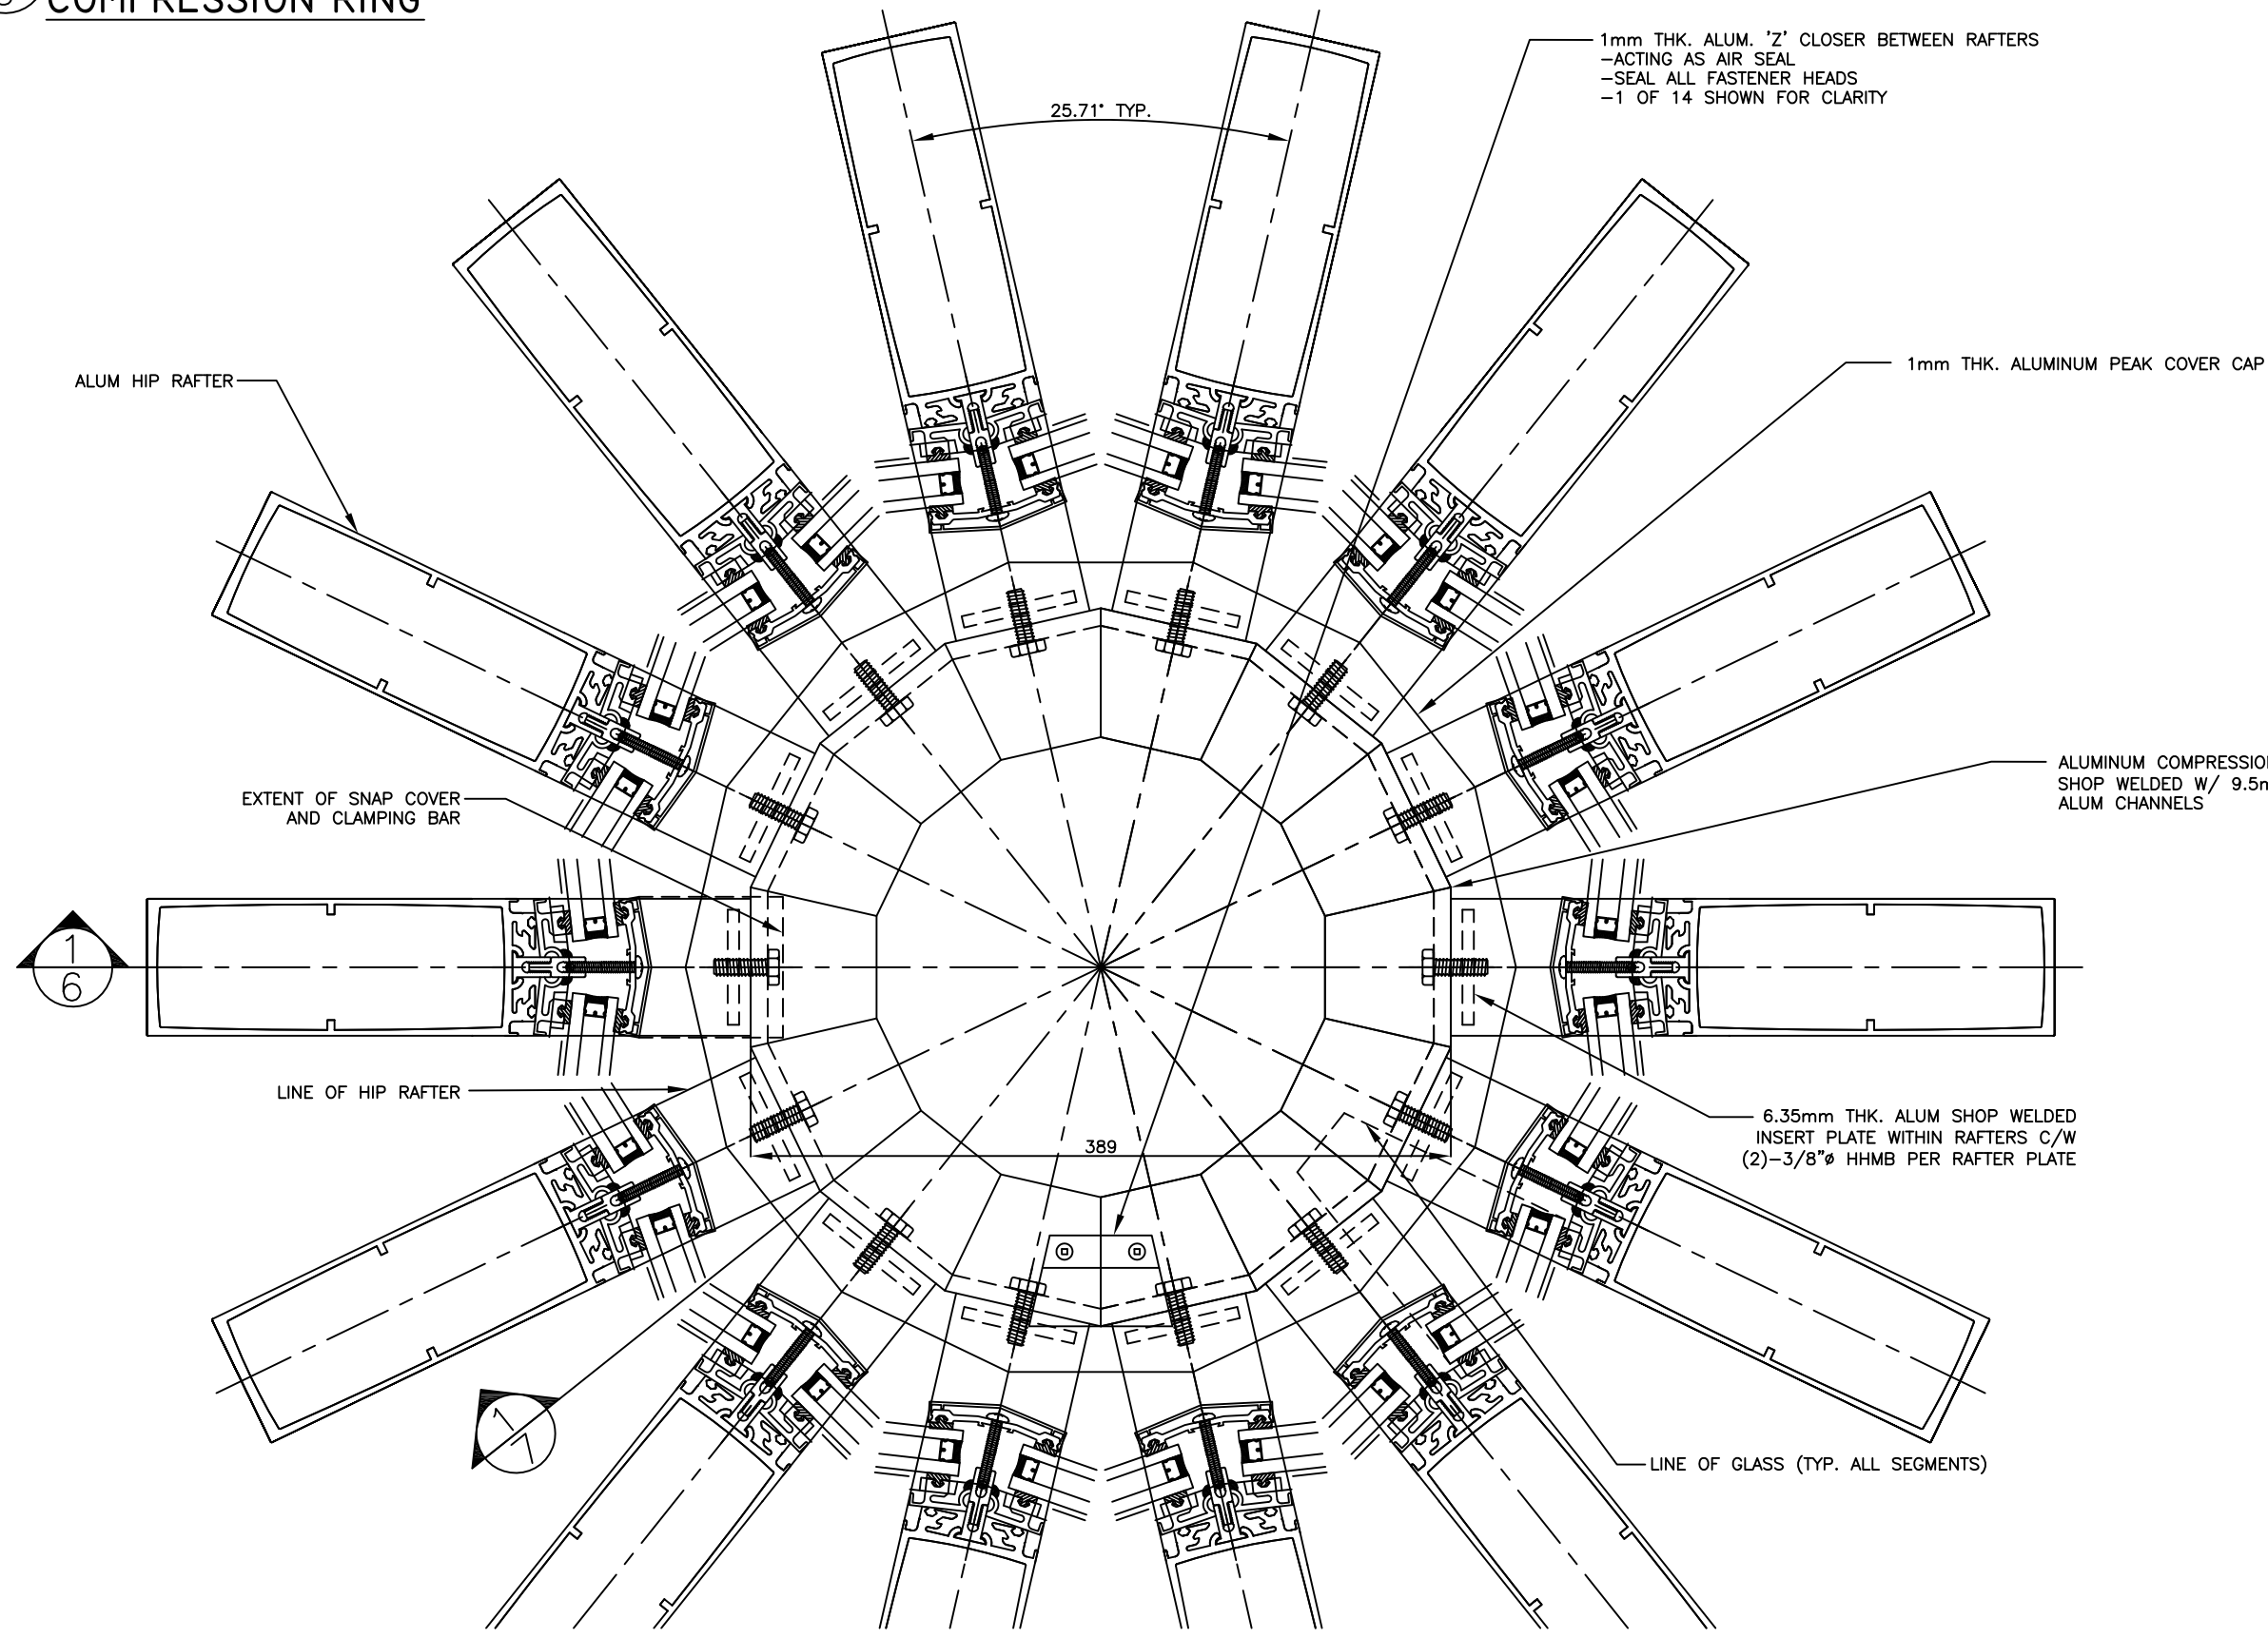 COMPRESSION RING
1mm THK. ALUM. 'Z' CLOSER BETWEEN RAFTERS
-ACTING AS AIR SEAL
-SEAL ALL FASTENER HEADS
-1 OF 14 SHOWN FOR CLARITY
25.71° TYP.
1mm THK. ALUMINUM PEAK COVER CAP
ALUM HIP RAFTER
ALUMINUM COMPRESSION
SHOP WELDED W/ 9.5m
ALUM CHANNELS
EXTENT OF SNAP COVER
AND CLAMPING BAR
1
6
LINE OF HIP RAFTER
389
6.35mm THK. ALUM SHOP WELDED
INSERT PLATE WITHIN RAFTERS C/W
(2)-3/8"ø HHMB PER RAFTER PLATE
1
7
LINE OF GLASS (TYP. ALL SEGMENTS)